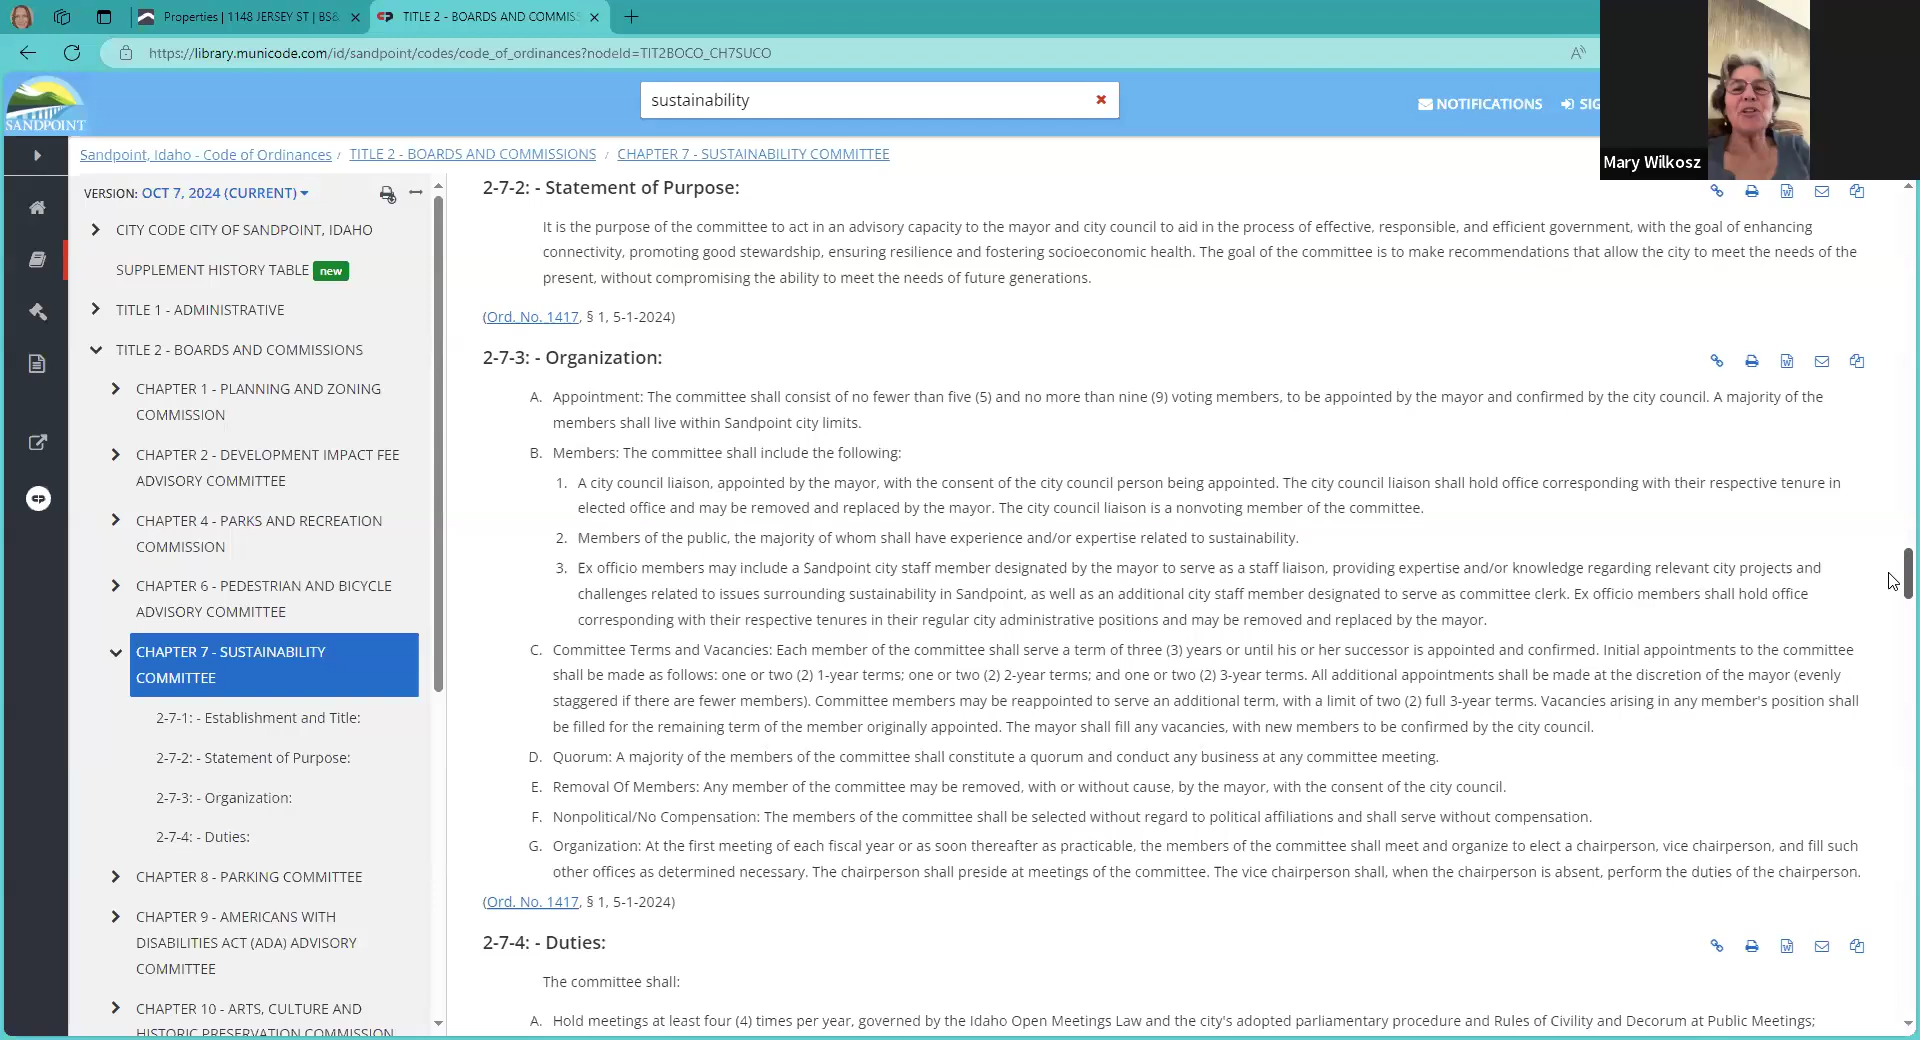 Properties | 1148 JERSEY ST | BS&
TITLE 2 - BOARDS AND COMMISS
https://library.municode.com/id/sandpoint/codes/code_of_ordinances?nodeId=TIT2BOCO_CH7SUCO
SANDPOINT
sustainability
NOTIFICATIONS
SIG
Mary Wilkosz
Sandpoint, Idaho - Code of Ordinances / TITLE 2 - BOARDS AND COMMISSIONS / CHAPTER 7 - SUSTAINABILITY COMMITTEE
VERSION: OCT 7, 2024 (CURRENT)
CITY CODE CITY OF SANDPOINT, IDAHO
SUPPLEMENT HISTORY TABLE new
TITLE 1 - ADMINISTRATIVE
TITLE 2 - BOARDS AND COMMISSIONS
CHAPTER 1 - PLANNING AND ZONING
COMMISSION
CHAPTER 2 - DEVELOPMENT IMPACT FEE
ADVISORY COMMITTEE
CHAPTER 4 - PARKS AND RECREATION
COMMISSION
CHAPTER 6 - PEDESTRIAN AND BICYCLE
ADVISORY COMMITTEE
CHAPTER 7 - SUSTAINABILITY
COMMITTEE
2-7-1: - Establishment and Title:
2-7-2: - Statement of Purpose:
2-7-3: - Organization:
2-7-4: - Duties:
CHAPTER 8 - PARKING COMMITTEE
CHAPTER 9 - AMERICANS WITH
DISABILITIES ACT (ADA) ADVISORY
COMMITTEE
CHAPTER 10 - ARTS, CULTURE AND
HISTORIC PRESERVATION COMMISSION
2-7-2: - Statement of Purpose:
It is the purpose of the committee to act in an advisory capacity to the mayor and city council to aid in the process of effective, responsible, and efficient government, with the goal of enhancing
connectivity, promoting good stewardship, ensuring resilience and fostering socioeconomic health. The goal of the committee is to make recommendations that allow the city to meet the needs of the
present, without compromising the ability to meet the needs of future generations.
(Ord. No. 1417, § 1, 5-1-2024)
2-7-3: - Organization:
A. Appointment: The committee shall consist of no fewer than five (5) and no more than nine (9) voting members, to be appointed by the mayor and confirmed by the city council. A majority of the
members shall live within Sandpoint city limits.
B. Members: The committee shall include the following:
1. A city council liaison, appointed by the mayor, with the consent of the city council person being appointed. The city council liaison shall hold office corresponding with their respective tenure in
elected office and may be removed and replaced by the mayor. The city council liaison is a nonvoting member of the committee.
2. Members of the public, the majority of whom shall have experience and/or expertise related to sustainability.
3. Ex officio members may include a Sandpoint city staff member designated by the mayor to serve as a staff liaison, providing expertise and/or knowledge regarding relevant city projects and
challenges related to issues surrounding sustainability in Sandpoint, as well as an additional city staff member designated to serve as committee clerk. Ex officio members shall hold office
corresponding with their respective tenures in their regular city administrative positions and may be removed and replaced by the mayor.
C. Committee Terms and Vacancies: Each member of the committee shall serve a term of three (3) years or until his or her successor is appointed and confirmed. Initial appointments to the committee
shall be made as follows: one or two (2) 1-year terms; one or two (2) 2-year terms; and one or two (2) 3-year terms. All additional appointments shall be made at the discretion of the mayor (evenly
staggered if there are fewer members). Committee members may be reappointed to serve an additional term, with a limit of two (2) full 3-year terms. Vacancies arising in any member's position shall
be filled for the remaining term of the member originally appointed. The mayor shall fill any vacancies, with new members to be confirmed by the city council.
D. Quorum: A majority of the members of the committee shall constitute a quorum and conduct any business at any committee meeting.
E. Removal Of Members: Any member of the committee may be removed, with or without cause, by the mayor, with the consent of the city council.
F. Nonpolitical/No Compensation: The members of the committee shall be selected without regard to political affiliations and shall serve without compensation.
G. Organization: At the first meeting of each fiscal year or as soon thereafter as practicable, the members of the committee shall meet and organize to elect a chairperson, vice chairperson, and fill such
other offices as determined necessary. The chairperson shall preside at meetings of the committee. The vice chairperson shall, when the chairperson is absent, perform the duties of the chairperson.
(Ord. No. 1417, § 1, 5-1-2024)
2-7-4: - Duties:
The committee shall:
A. Hold meetings at least four (4) times per year, governed by the Idaho Open Meetings Law and the city's adopted parliamentary procedure and Rules of Civility and Decorum at Public Meetings;